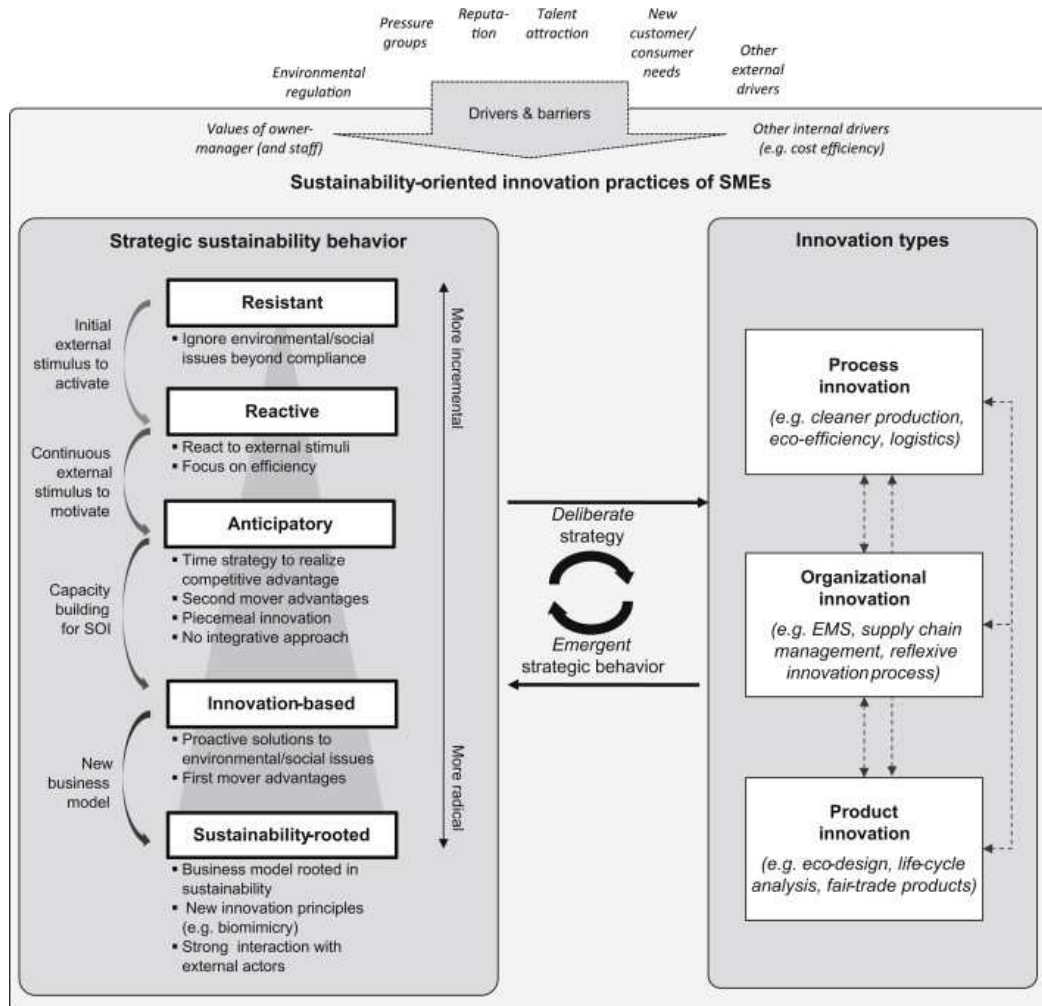 Pressure
groups
Reputa-
tion
Talent
attraction
New
customer/
consumer
needs
Other
external
drivers
Environmental
regulation
Drivers & barriers
Values of owner-
manager (and staff)
Other internal drivers
(e.g. cost efficiency)
Sustainability-oriented innovation practices of SMEs
Strategic sustainability behavior
Initial
external
stimulus to
activate
Continuous
external
stimulus to
motivate
Capacity
building
for SOI
New
business
model
Resistant
▪ Ignore environmental/social
issues beyond compliance
Reactive
▪ React to external stimuli
▪ Focus on efficiency
Anticipatory
▪ Time strategy to realize
competitive advantage
▪ Second mover advantages
▪ Piecemeal innovation
▪ No integrative approach
Innovation-based
▪ Proactive solutions to
environmental/social issues
▪ First mover advantages
Sustainability-rooted
▪ Business model rooted in
sustainability
▪ New innovation principles
(e.g. biomimicry)
▪ Strong interaction with
external actors
More incremental
More radical
Deliberate
strategy
Emergent
strategic behavior
Innovation types
Process
innovation
(e.g. cleaner production,
eco-efficiency, logistics)
Organizational
innovation
(e.g. EMS, supply chain
management, reflexive
innovation process)
Product
innovation
(e.g. eco-design, life-cycle
analysis, fair-trade products)